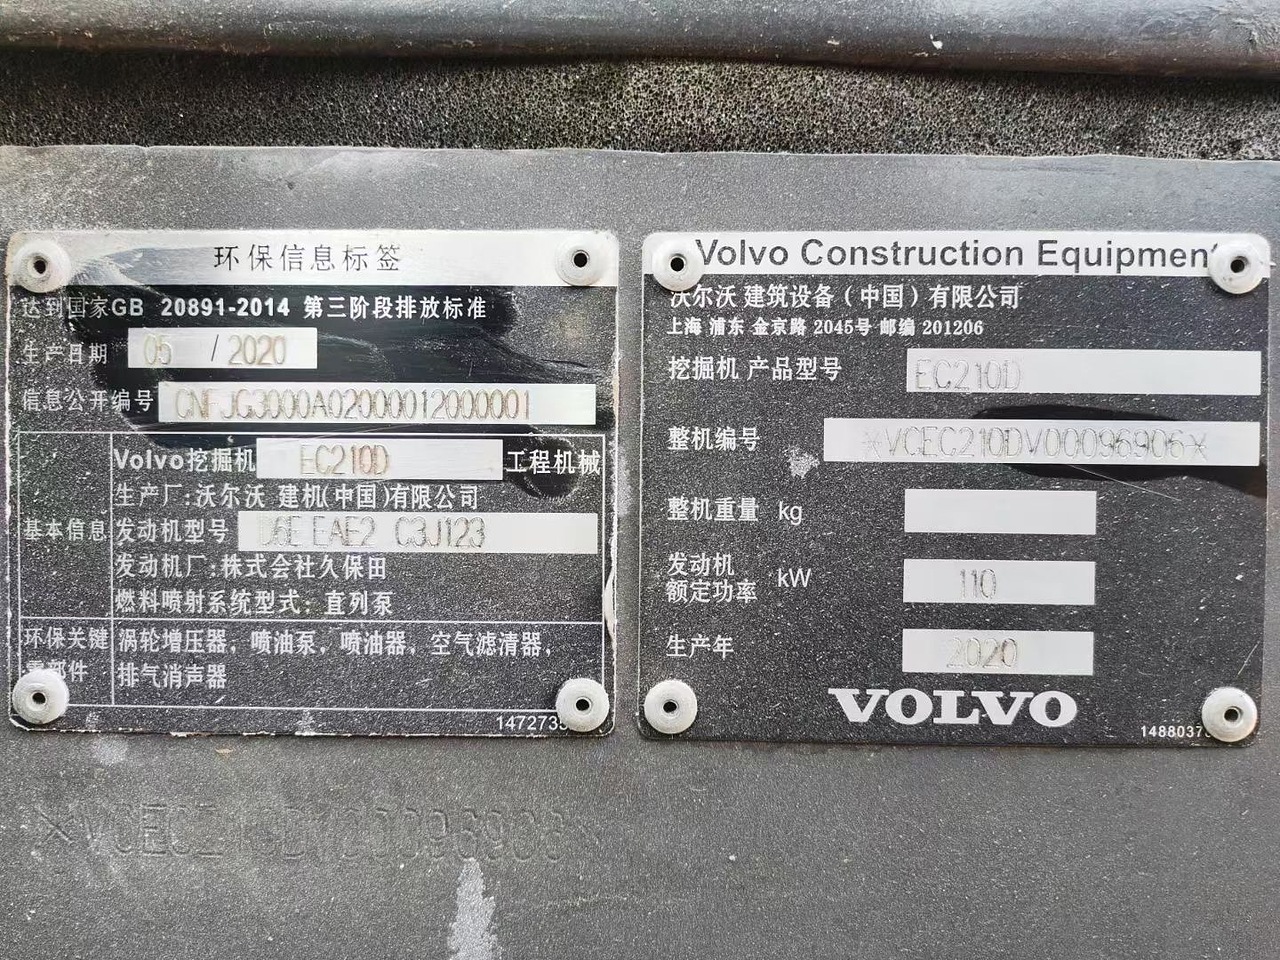 环保信息标签
达到国家GB 20891-2014 第三阶段排放标准
生产日期 05 / 2020
信息公开编号 CNFJG3000A02000012000001
Volvo挖掘机 EC210D 工程机械
生产厂:沃尔沃 建机(中国)有限公司
基本信息 发动机型号 D6E EAE2 C3J123
发动机厂:株式会社久保田
燃料喷射系统型式: 直列泵
环保关键 涡轮增压器, 喷油泵, 喷油器, 空气滤清器,
零部件 排气消声器
Volvo Construction Equipment
沃尔沃 建筑设备(中国)有限公司
上海 浦东 金京路 2045号 邮编 201206
挖掘机 产品型号 EC210D
整机编号 *VCEC210DV00096906*
整机重量 kg
发动机
额定功率 kW 110
生产年 2020
VOLVO